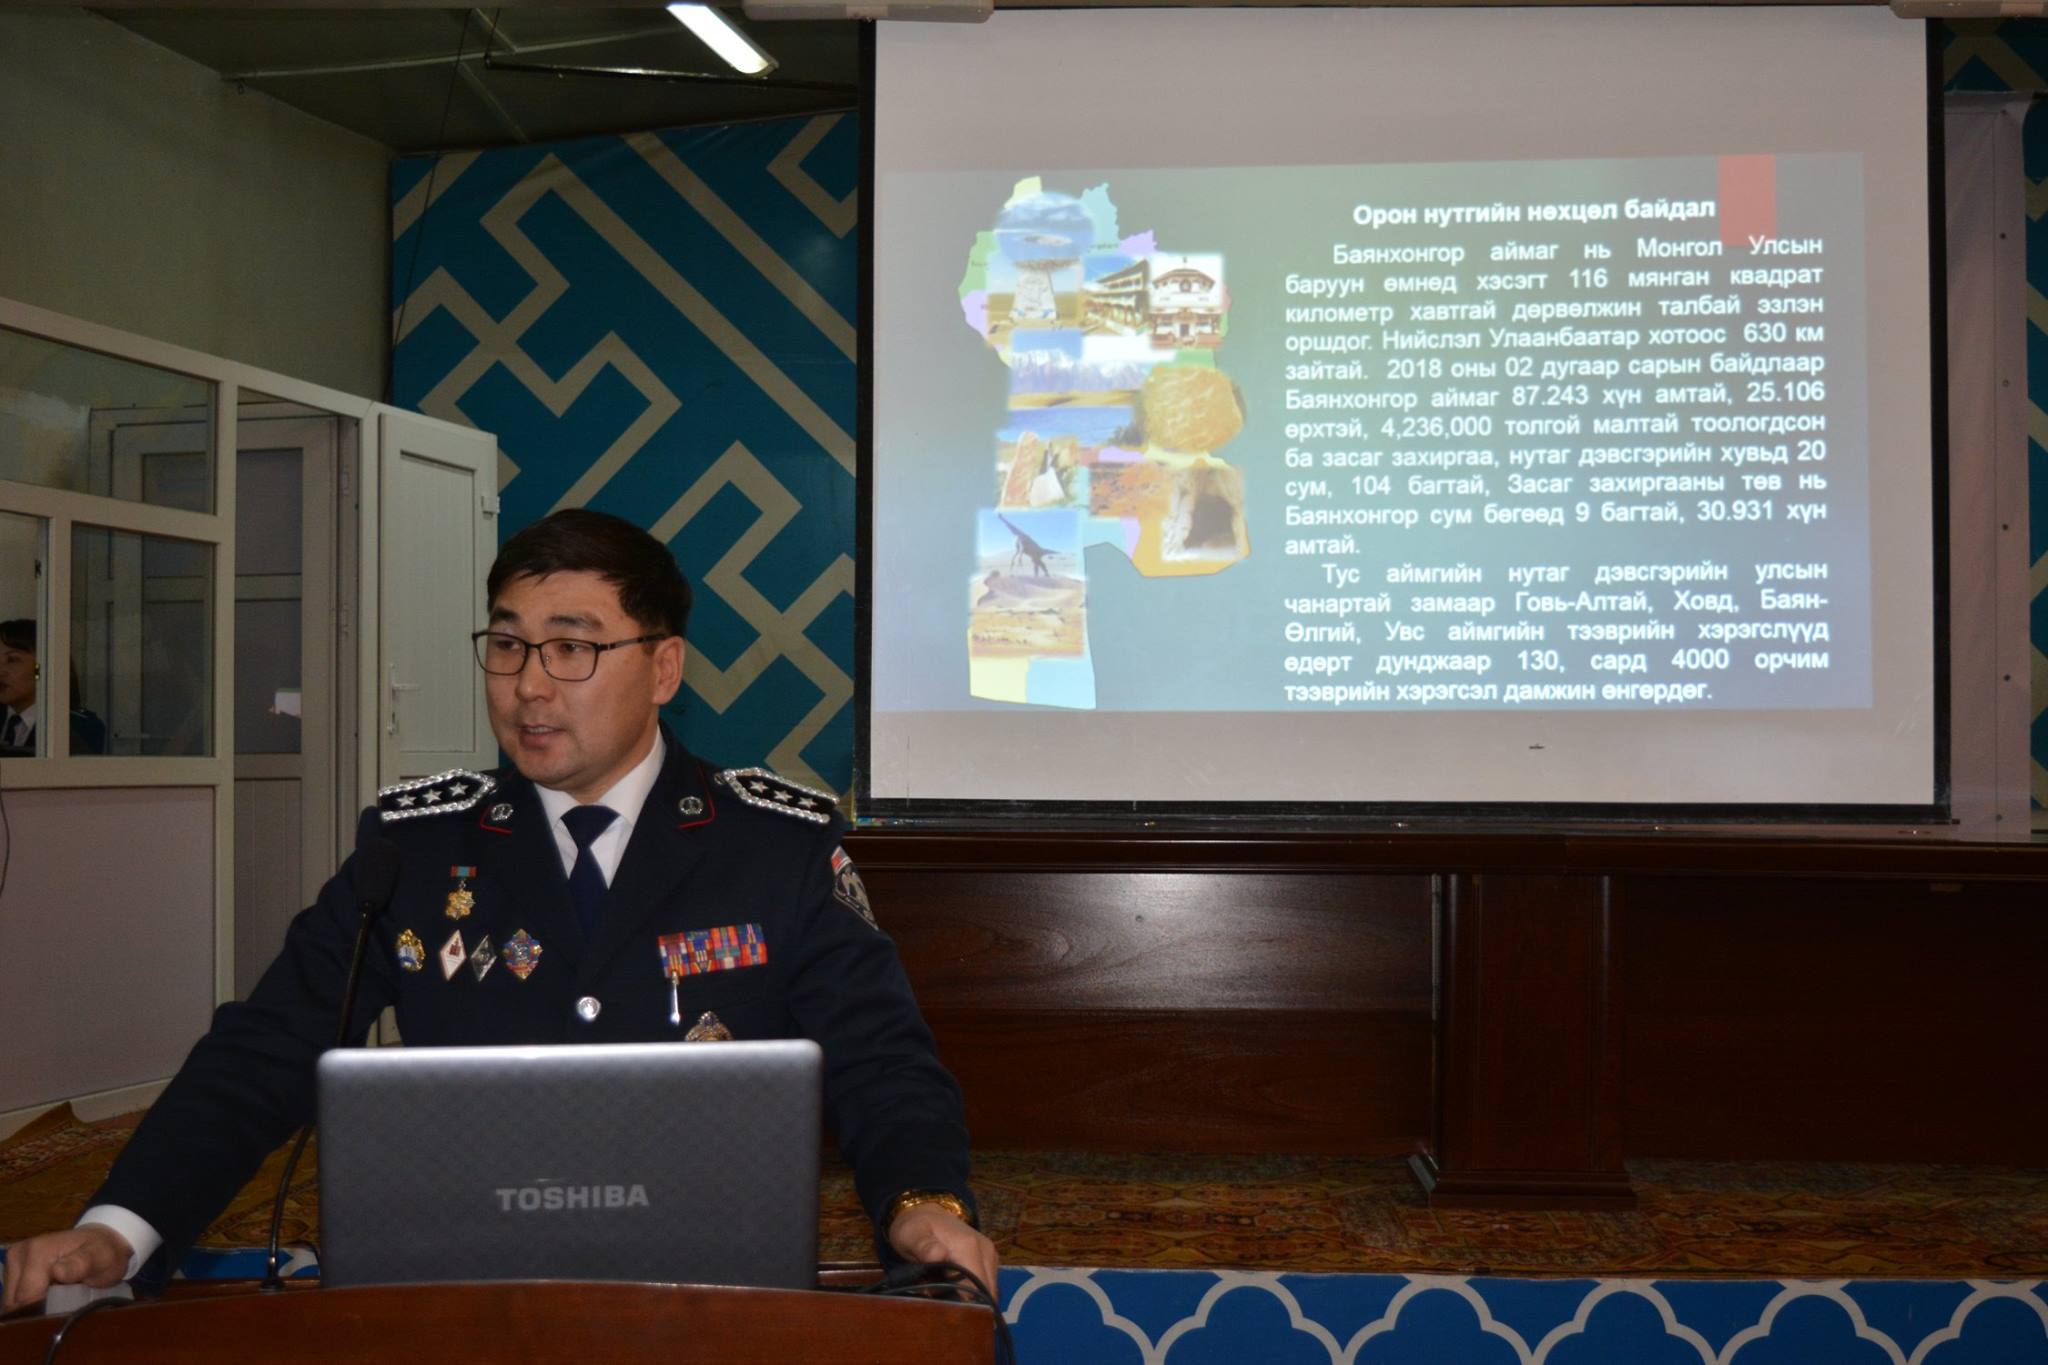 Орон нутгийн нөхцөл байдал
Баянхонгор аймаг нь Монгол Улсын
баруун өмнөд хэсэгт 116 мянган квадрат
километр хавтгай дөрвөлжин талбай эзлэн
оршдог. Нийслэл Улаанбаатар хотоос 630 км
зайтай. 2018 оны 02 дугаар сарын байдлаар
Баянхонгор аймаг 87.243 хүн амтай, 25.106
өрхтэй, 4,236,000 толгой малтай тоологдсон
ба засаг захиргаа, нутаг дэвсгэрийн хувьд 20
сум, 104 багтай, Засаг захиргааны төв нь
Баянхонгор сум бөгөөд 9 багтай, 30.931 хүн
амтай.
Тус аймгийн нутаг дэвсгэрийн улсын
чанартай замаар Говь-Алтай, Ховд, Баян-
Өлгий, Увс аймгийн тээврийн хэрэгслүүд
өдөрт дунджаар 130, сард 4000 орчим
тээврийн хэрэгсэл дамжин өнгөрдөг.
TOSHIBA